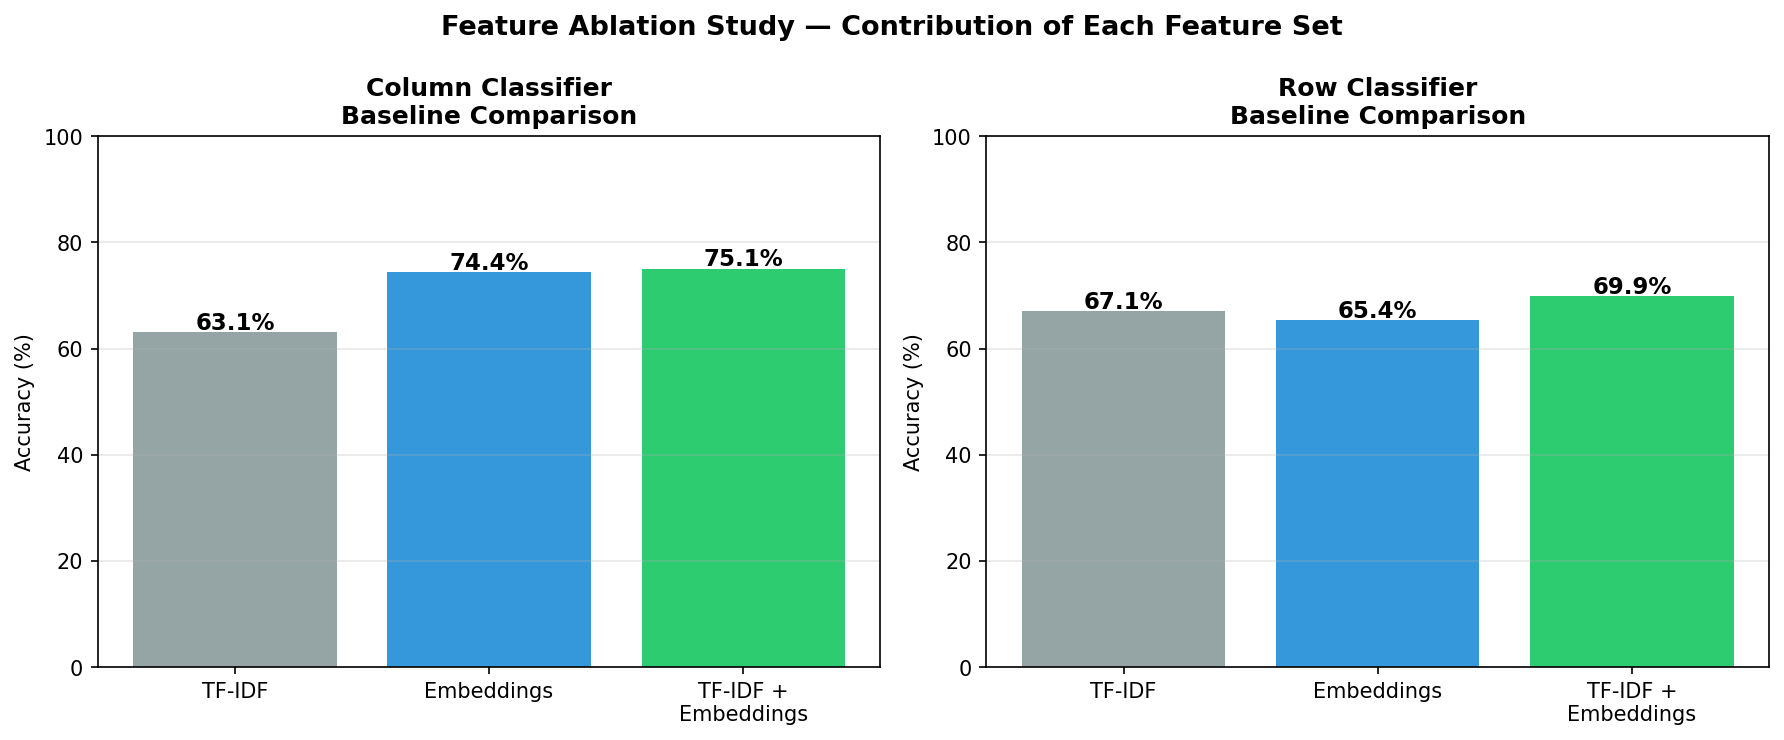 Feature Ablation Study — Contribution of Each Feature Set
Column Classifier
Baseline Comparison
100
80
60
40
20
0
Accuracy (%)
63.1%
74.4%
75.1%
TF-IDF
Embeddings
TF-IDF +
Embeddings
Row Classifier
Baseline Comparison
100
80
60
40
20
0
Accuracy (%)
67.1%
65.4%
69.9%
TF-IDF
Embeddings
TF-IDF +
Embeddings